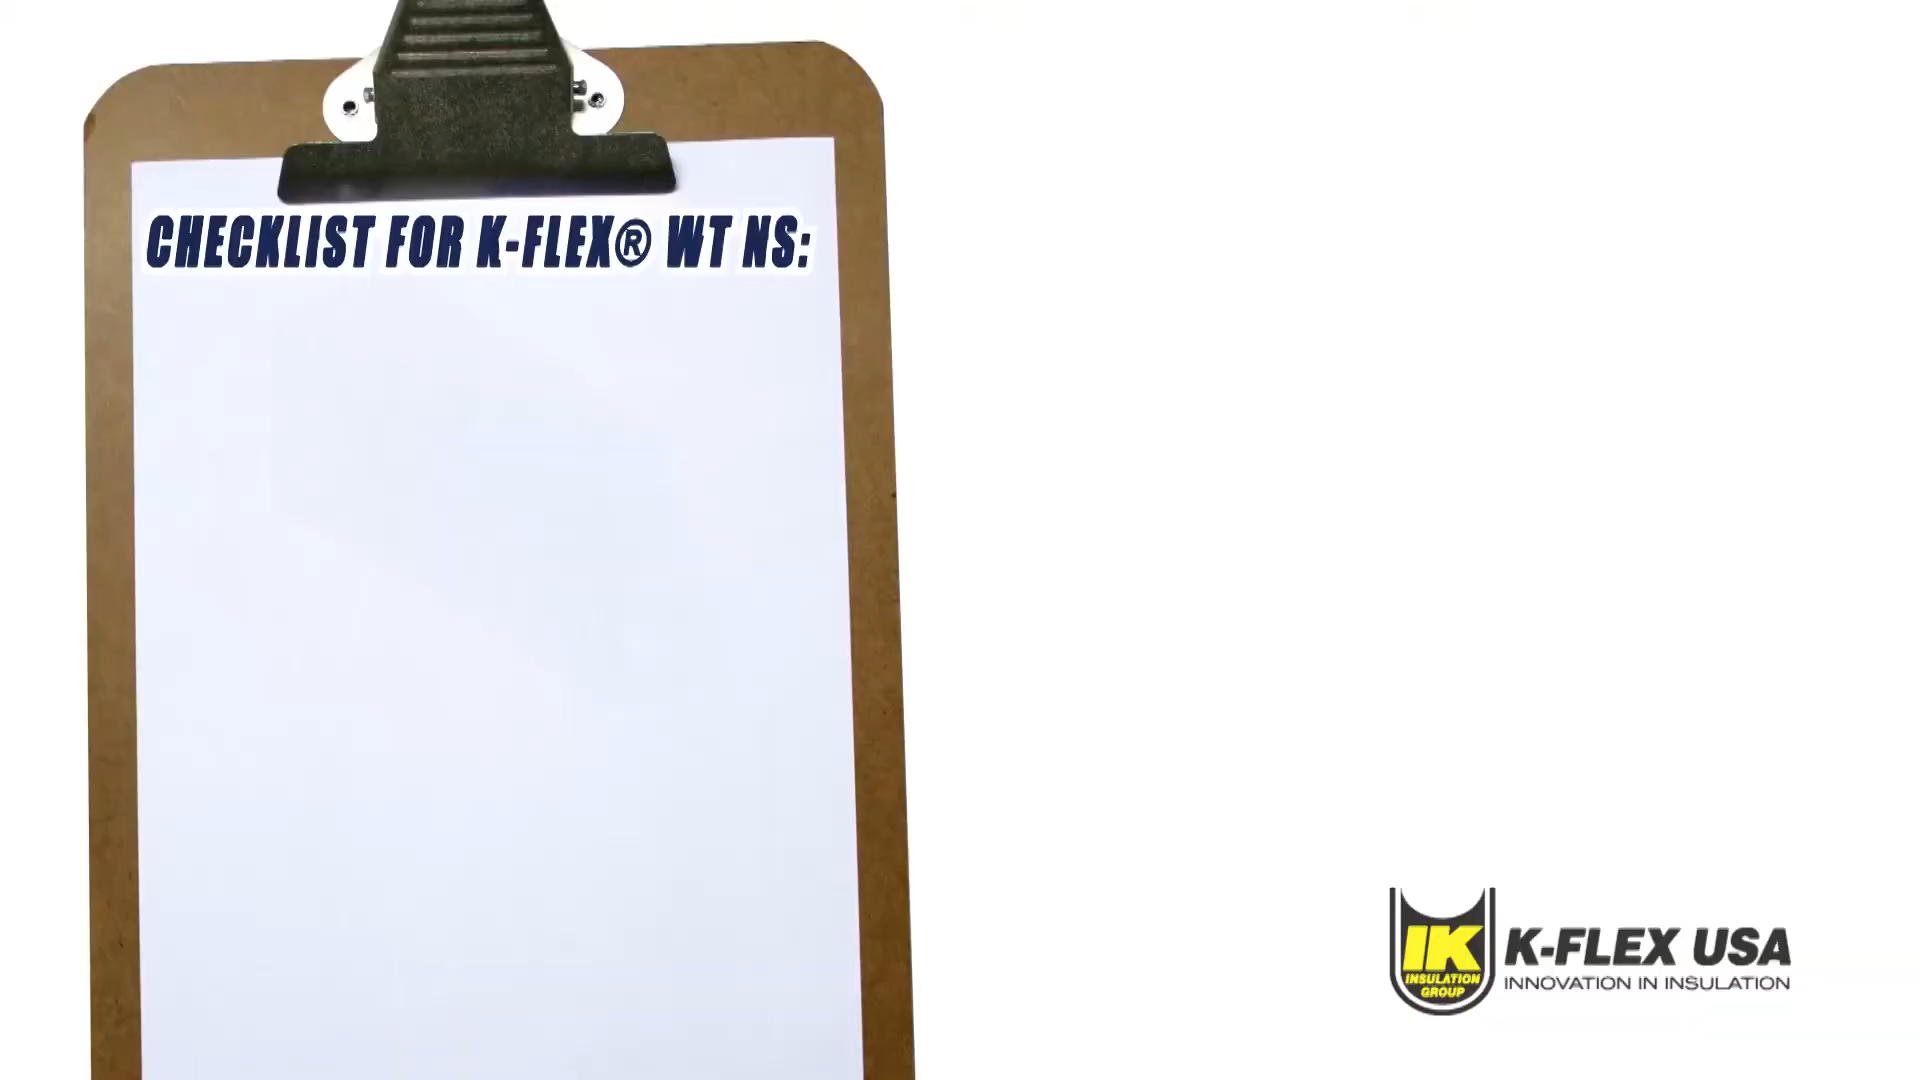 CHECKLIST FOR K-FLEX® WT NS:
IK
INSULATION
GROUP
K-FLEX USA
INNOVATION IN INSULATION